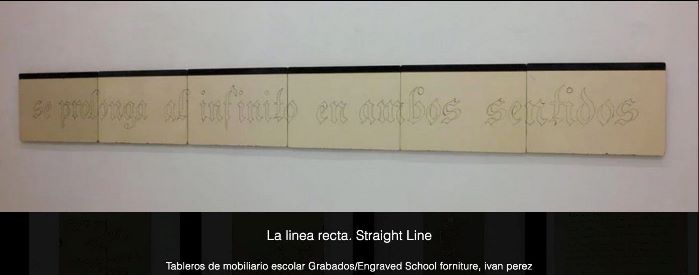 se prolonga al infinito en ambos sentidos
La linea recta. Straight Line
Tableros de mobiliario escolar Grabados/Engraved School forniture, ivan perez